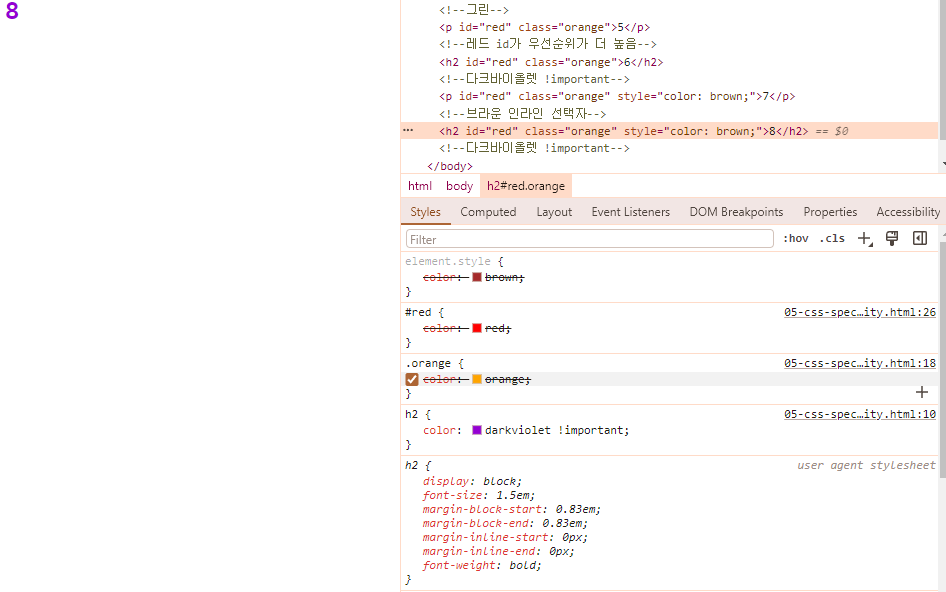 8
<!--그린-->
<p id="red" class="orange">5</p>
<!--레드 id가 우선순위가 더 높음-->
<h2 id="red" class="orange">6</h2>
<!--다크바이올렛 !important-->
<p id="red" class="orange" style="color: brown;">7</p>
<!--브라운 인라인 선택자-->
... <h2 id="red" class="orange" style="color: brown;">8</h2> == $0
<!--다크바이올렛 !important-->
</body>
html body h2#red.orange
Styles Computed Layout Event Listeners DOM Breakpoints Properties Accessibility
Filter :hov .cls
element.style {
color: brown;
}
#red { 05-css-spec…ity.html:26
color: red;
}
.orange { 05-css-spec…ity.html:18
color: orange;
}
h2 { 05-css-spec…ity.html:10
color: darkviolet !important;
}
h2 { user agent stylesheet
display: block;
font-size: 1.5em;
margin-block-start: 0.83em;
margin-block-end: 0.83em;
margin-inline-start: 0px;
margin-inline-end: 0px;
font-weight: bold;
}